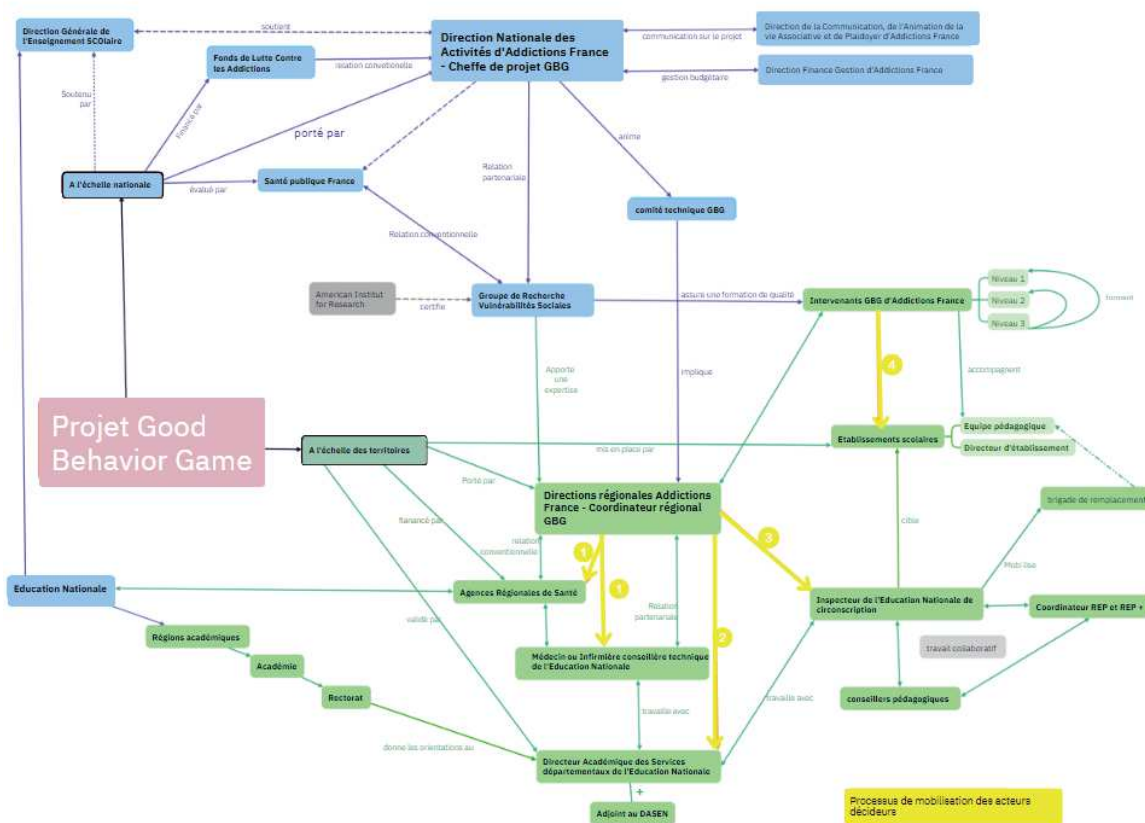 Direction Générale de
l'Enseignement SCOlaire
soutient
Direction Nationale des
Activités d'Addictions France
- Cheffe de projet GBG
communication sur le projet
Direction de la Communication, de l'Animation de la
vie Associative et de Plaidoyer d'Addictions France
Fonds de Lutte Contre
les Addictions
relation convetionelle
gestion budgétaire
Direction Finance Gestion d'Addictions France
Soutenu
par
Financé par
porté par
anime
A l'échelle nationale
évalué par
Santé publique France
Relation
partenariale
comité technique GBG
Relation conventionnelle
American Institut
for Research
certifie
Groupe de Recherche
Vulnérabilités Sociales
assure une formation de qualité
Intervenants GBG d'Addictions France
Niveau 1
Niveau 2
Niveau 3
forment
Apporte
une
expertise
implique
4
accompagnent
Projet Good
Behavior Game
A l'échelle des territoires
mis en place par
Etablissements scolaires
Equipe pédagogique
Directeur d'établissement
Porté par
Directions régionales Addictions
France - Coordinateur régional
GBG
brigade de remplacement
cible
financé par
relation
conventionnelle
1
1
3
Mobilise
Education Nationale
Agences Régionales de Santé
Relation
partenariale
Inspecteur de l'Education Nationale de
circonscription
Coordinateur REP et REP +
validé par
2
Régions académiques
Médecin ou Infirmière conseillère technique
de l'Education Nationale
travail collaboratif
Académie
Rectorat
travaille avec
travaille avec
conseillers pédagogiques
donne les orientations au
Directeur Académique des Services
départementaux de l'Education Nationale
+
Adjoint au DASEN
Processus de mobilisation des acteurs
décideurs